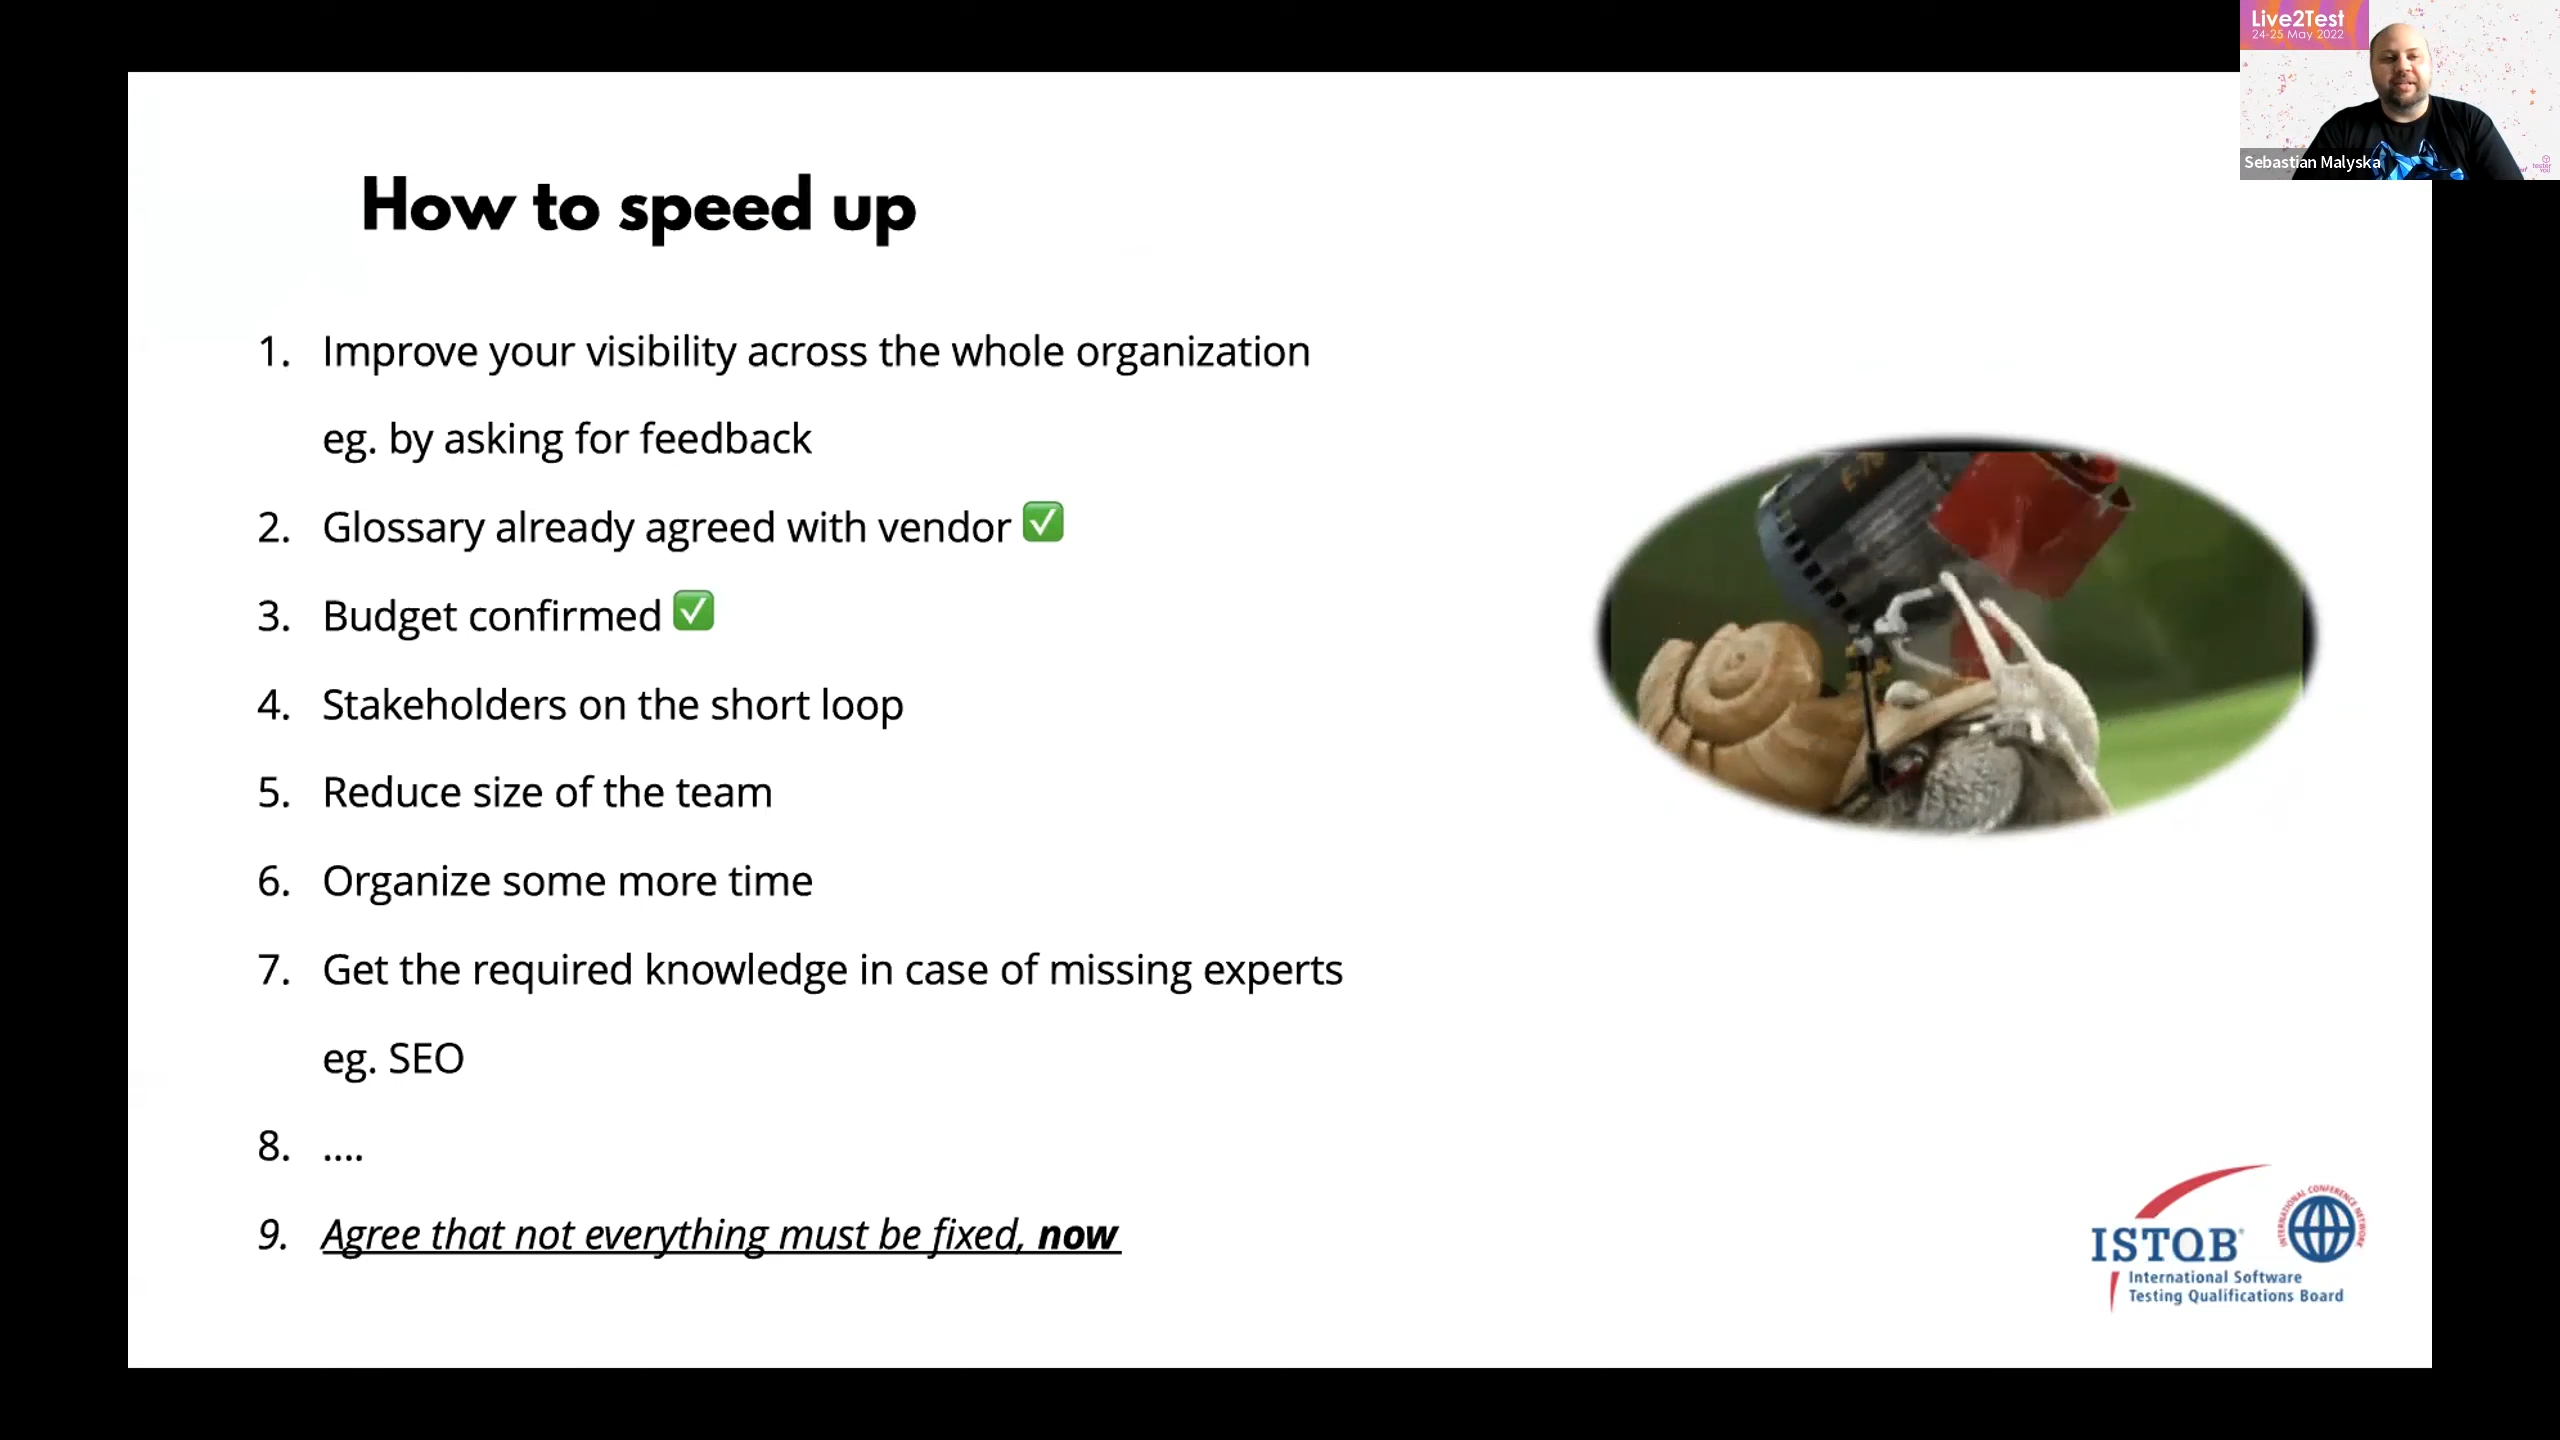 Live2Test
24-25 May 2022
Sebastian Malyska
How to speed up
1. Improve your visibility across the whole organization
eg. by asking for feedback
2. Glossary already agreed with vendor ✅
3. Budget confirmed ✅
4. Stakeholders on the short loop
5. Reduce size of the team
6. Organize some more time
7. Get the required knowledge in case of missing experts
eg. SEO
8. ....
9. Agree that not everything must be fixed, now
ISTQB®
International Software
Testing Qualifications Board
INTERNATIONAL CONFERENCE NETWORK